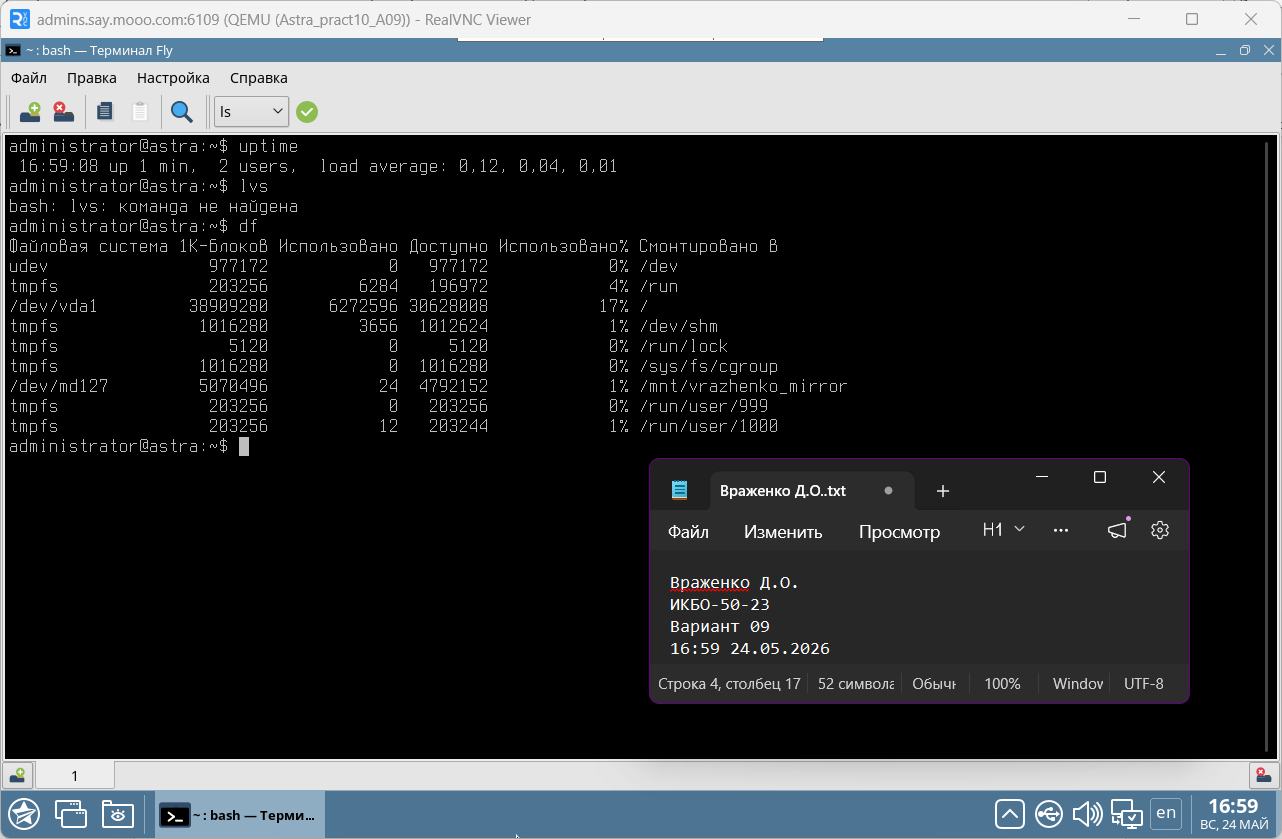 admins.say.mooo.com:6109 (QEMU (Astra_pract10_A09)) - RealVNC Viewer
~ : bash — Терминал Fly
Файл Правка Настройка Справка
ls
administrator@astra:~$ uptime
16:59:08 up 1 min, 2 users, load average: 0,12, 0,04, 0,01
administrator@astra:~$ lvs
bash: lvs: команда не найдена
administrator@astra:~$ df
Файловая система 1K-блоков Использовано Доступно Использовано% Смонтировано в
udev 977172 0 977172 0% /dev
tmpfs 203256 6284 196972 4% /run
/dev/vda1 38909280 6272596 30628008 17% /
tmpfs 1016280 3656 1012624 1% /dev/shm
tmpfs 5120 0 5120 0% /run/lock
tmpfs 1016280 0 1016280 0% /sys/fs/cgroup
/dev/md127 5070496 24 4792152 1% /mnt/vrazhenko_mirror
tmpfs 203256 0 203256 0% /run/user/999
tmpfs 203256 12 203244 1% /run/user/1000
administrator@astra:~$
Враженко Д.О..txt
Файл Изменить Просмотр H1
Враженко Д.О.
ИКБО-50-23
Вариант 09
16:59 24.05.2026
Строка 4, столбец 17 52 символа Обычн 100% Window UTF-8
1
~ : bash — Терми...
en
16:59
ВС, 24 МАЙ